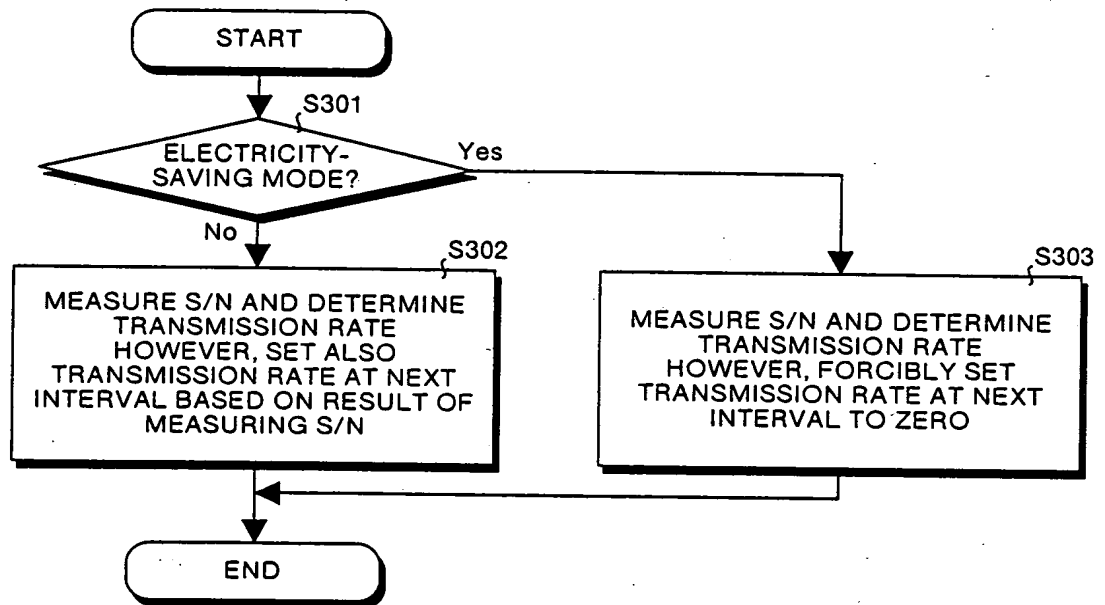 START
S301
ELECTRICITY-
SAVING MODE?
Yes
No
S302
MEASURE S/N AND DETERMINE
TRANSMISSION RATE
HOWEVER, SET ALSO
TRANSMISSION RATE AT NEXT
INTERVAL BASED ON RESULT OF
MEASURING S/N
S303
MEASURE S/N AND DETERMINE
TRANSMISSION RATE
HOWEVER, FORCIBLY SET
TRANSMISSION RATE AT NEXT
INTERVAL TO ZERO
END